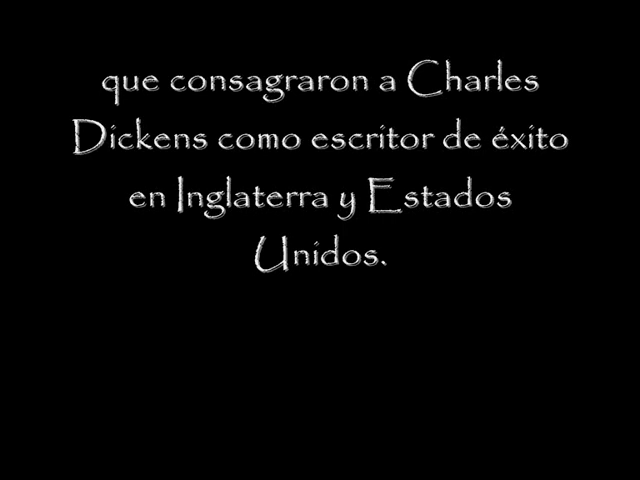 que consagraron a Charles
Dickens como escritor de éxito
en Inglaterra y Estados
Unidos.